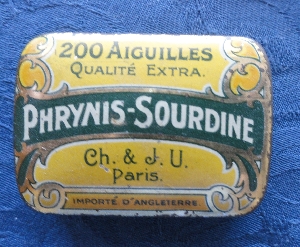 200 AIGUILLES
QUALITÉ EXTRA.
PHRYNIS-SOURDINE
Ch. & J. U.
Paris.
IMPORTÉ D'ANGLETERRE